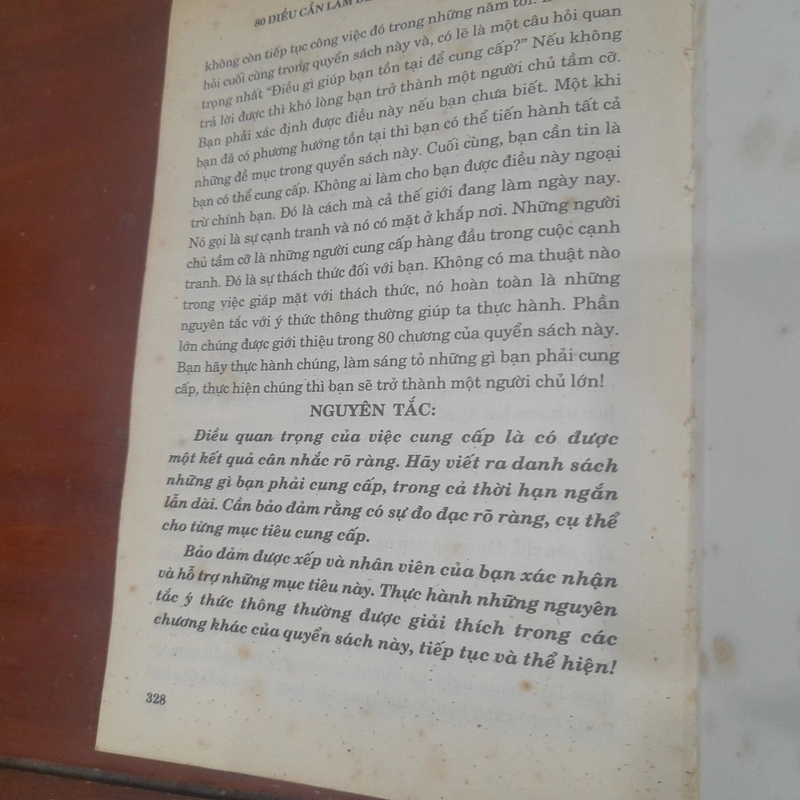 80 ĐIỀU CẦN LÀM
không còn tiếp tục công việc đó trong những năm tới.
hỏi cuối cùng trong quyển sách này và, có lẽ là một câu hỏi quan
trọng nhất "Điều gì giúp bạn tồn tại để cung cấp?" Nếu không
trả lời được thì khó lòng bạn trở thành một người chủ tầm cỡ.
Bạn phải xác định được điều này nếu bạn chưa biết. Một khi
bạn đã có phương hướng tồn tại thì bạn có thể tiến hành tất cả
những đề mục trong quyển sách này. Cuối cùng, bạn cần tin là
bạn có thể cung cấp. Không ai làm cho bạn được điều này ngoại
trừ chính bạn. Đó là cách mà cả thế giới đang làm ngày nay.
Nó gọi là sự cạnh tranh và nó có mặt ở khắp nơi. Những người
chủ tầm cỡ là những người cung cấp hàng đầu trong cuộc cạnh
tranh. Đó là sự thách thức đối với bạn. Không có ma thuật nào
trong việc giáp mặt với thách thức, nó hoàn toàn là những
nguyên tắc với ý thức thông thường giúp ta thực hành. Phần
lớn chúng được giới thiệu trong 80 chương của quyển sách này.
Bạn hãy thực hành chúng, làm sáng tỏ những gì bạn phải cung
cấp, thực hiện chúng thì bạn sẽ trở thành một người chủ lớn!
NGUYÊN TẮC:
Điều quan trọng của việc cung cấp là có được
một kết quả cân nhắc rõ ràng. Hãy viết ra danh sách
những gì bạn phải cung cấp, trong cả thời hạn ngắn
lẫn dài. Cần bảo đảm rằng có sự đo đạc rõ ràng, cụ thể
cho từng mục tiêu cung cấp.
Bảo đảm được xếp và nhân viên của bạn xác nhận
và hỗ trợ những mục tiêu này. Thực hành những nguyên
tắc ý thức thông thường được giải thích trong các
chương khác của quyển sách này, tiếp tục và thể hiện!
328